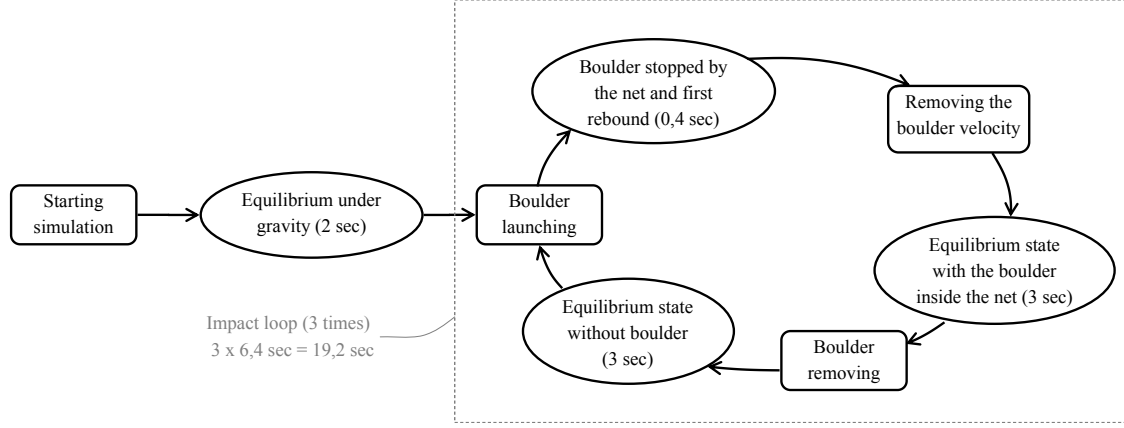 Starting
simulation
Equilibrium under
gravity (2 sec)
Boulder
launching
Boulder stopped by
the net and first
rebound (0,4 sec)
Removing the
boulder velocity
Equilibrium state
with the boulder
inside the net (3 sec)
Boulder
removing
Equilibrium state
without boulder
(3 sec)
Impact loop (3 times)
3 x 6,4 sec = 19,2 sec